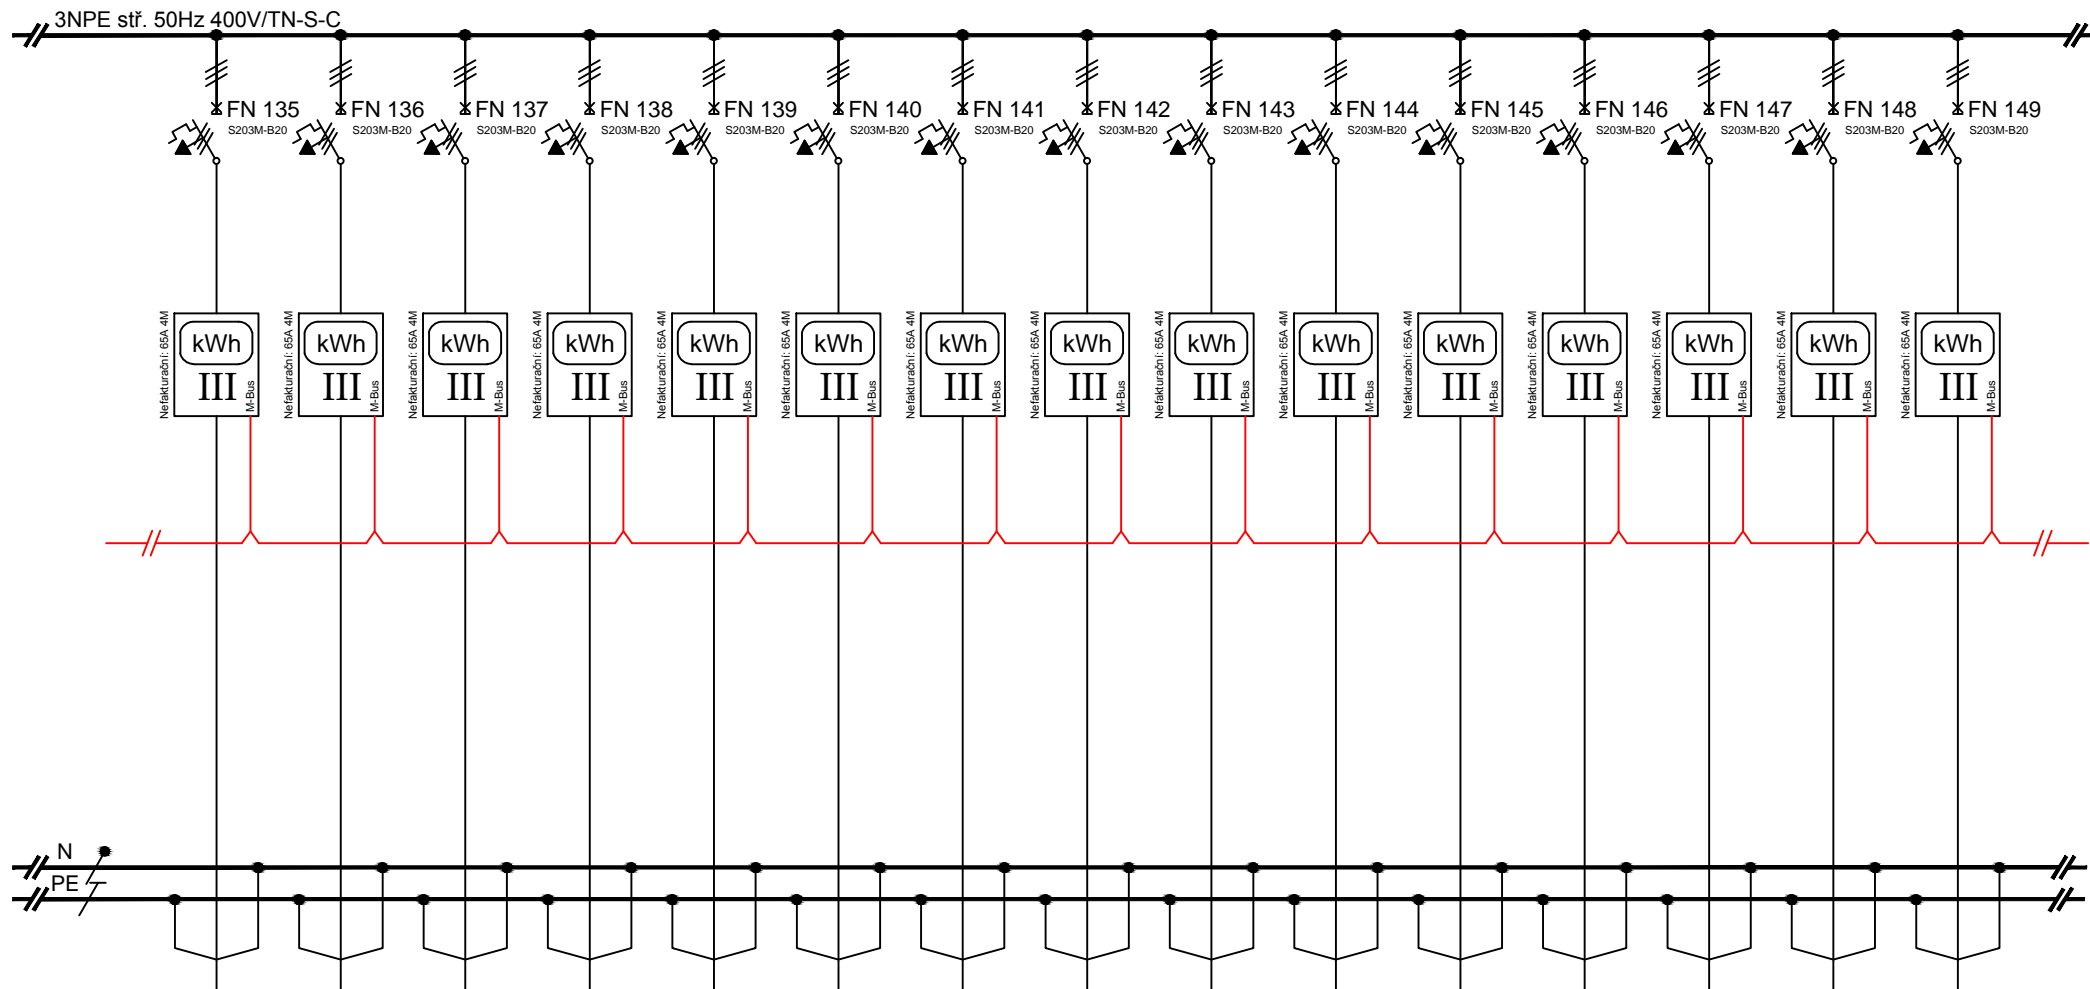 3NPE stř. 50Hz 400V/TN-S-C
FN 135 FN 136 FN 137 FN 138 FN 139 FN 140 FN 141 FN 142 FN 143 FN 144 FN 145 FN 146 FN 147 FN 148 FN 149
S203M-B20 S203M-B20 S203M-B20 S203M-B20 S203M-B20 S203M-B20 S203M-B20 S203M-B20 S203M-B20 S203M-B20 S203M-B20 S203M-B20 S203M-B20 S203M-B20 S203M-B20
Nefakturační: 65A 4M Nefakturační: 65A 4M Nefakturační: 65A 4M Nefakturační: 65A 4M Nefakturační: 65A 4M Nefakturační: 65A 4M Nefakturační: 65A 4M Nefakturační: 65A 4M Nefakturační: 65A 4M Nefakturační: 65A 4M Nefakturační: 65A 4M Nefakturační: 65A 4M Nefakturační: 65A 4M Nefakturační: 65A 4M Nefakturační: 65A 4M
kWh kWh kWh kWh kWh kWh kWh kWh kWh kWh kWh kWh kWh kWh kWh
III III III III III III III III III III III III III III III
M-Bus M-Bus M-Bus M-Bus M-Bus M-Bus M-Bus M-Bus M-Bus M-Bus M-Bus M-Bus M-Bus M-Bus M-Bus
N
PE